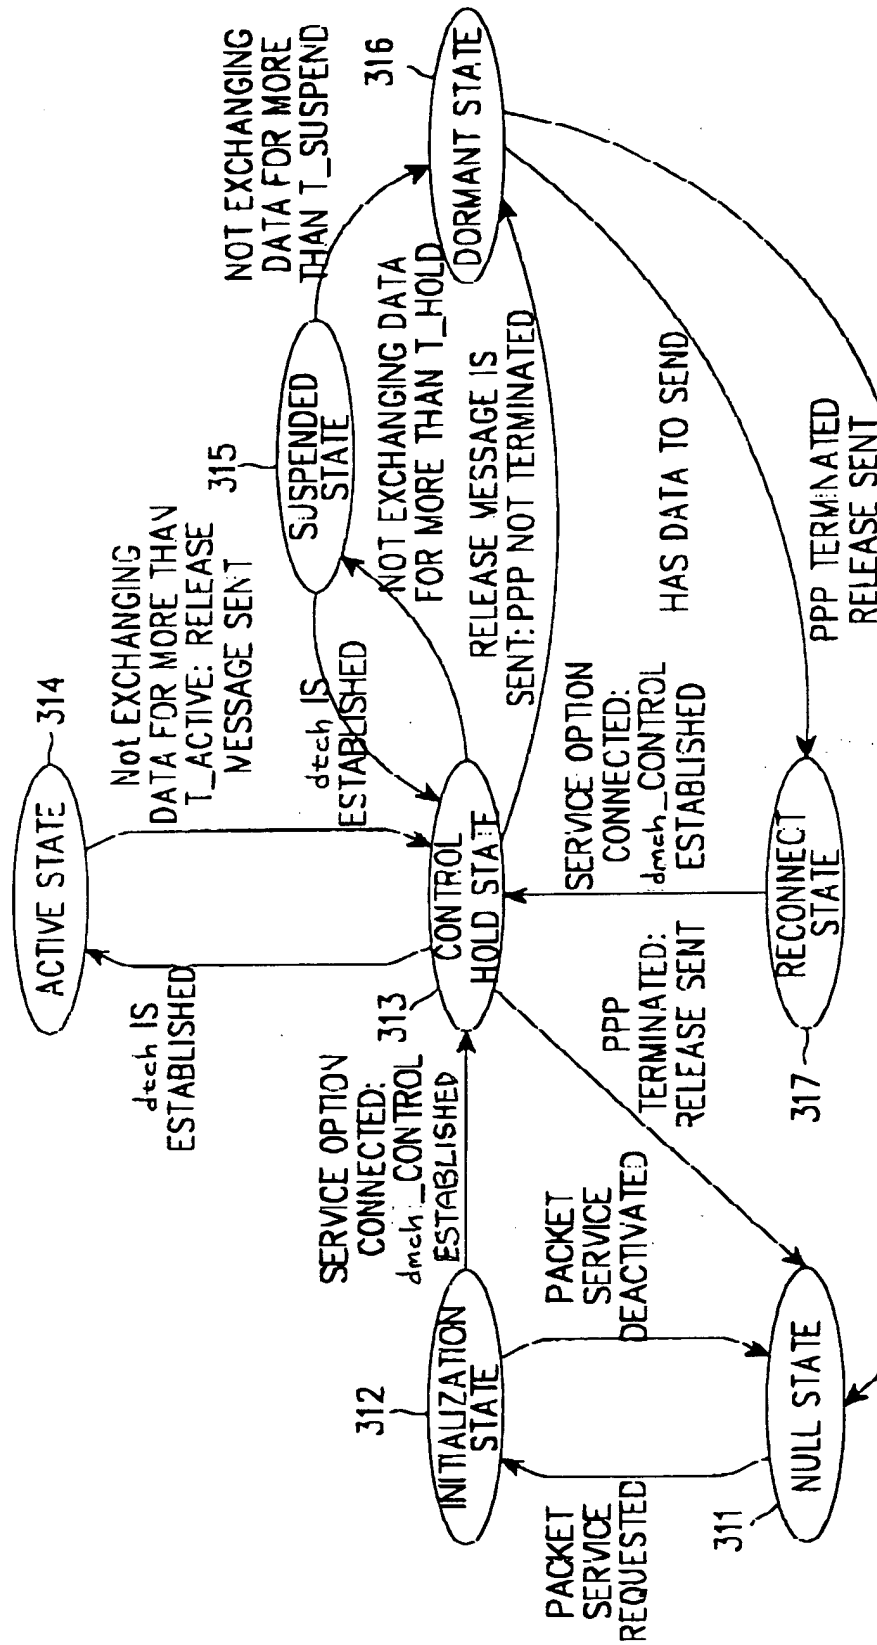 ACTIVE STATE
314
dtch IS
ESTABLISHED
Not EXCHANGING
DATA FOR MORE THAN
T_ACTIVE: RELEASE
MESSAGE SENT
NOT EXCHANGING
DATA FOR MORE
THAN T_SUSPEND
315
SUSPENDED
STATE
316
DORMANT STATE
312
INITIALIZATION
STATE
SERVICE OPTION
CONNECTED:
dmch_CONTROL
ESTABLISHED
313
CONTROL
HOLD STATE
dtch IS
ESTABLISHED
NOT EXCHANGING DATA
FOR MORE THAN T_HOLD
RELEASE MESSAGE IS
SENT: PPP NOT TERMINATED
PACKET
SERVICE
REQUESTED
PACKET
SERVICE
DEACTIVATED
PPP
TERMINATED:
RELEASE SENT
SERVICE OPTION
CONNECTED:
dmch_CONTROL
ESTABLISHED
HAS DATA TO SEND
311
NULL STATE
317
RECONNECT
STATE
PPP TERMINATED
RELEASE SENT